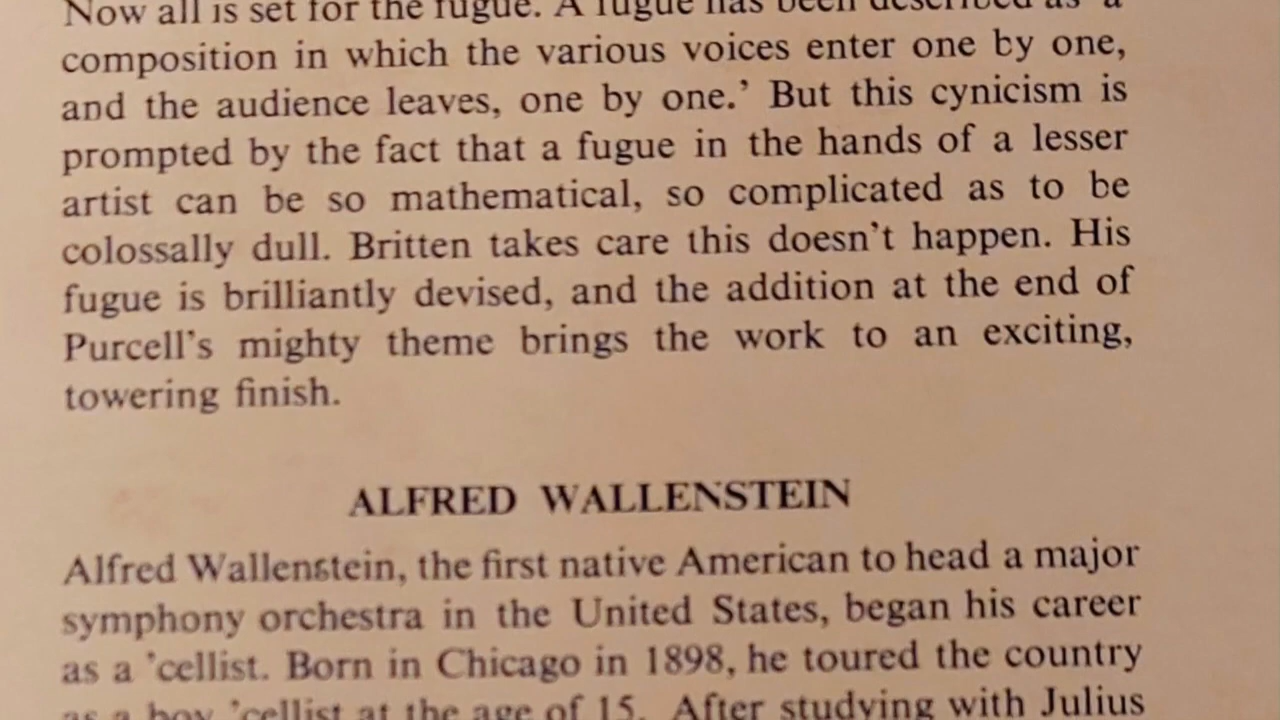 Now all is set for the fugue. A fugue has been described as 'a
composition in which the various voices enter one by one,
and the audience leaves, one by one.' But this cynicism is
prompted by the fact that a fugue in the hands of a lesser
artist can be so mathematical, so complicated as to be
colossally dull. Britten takes care this doesn't happen. His
fugue is brilliantly devised, and the addition at the end of
Purcell's mighty theme brings the work to an exciting,
towering finish.
ALFRED WALLENSTEIN
Alfred Wallenstein, the first native American to head a major
symphony orchestra in the United States, began his career
as a 'cellist. Born in Chicago in 1898, he toured the country
as a boy 'cellist at the age of 15. After studying with Julius